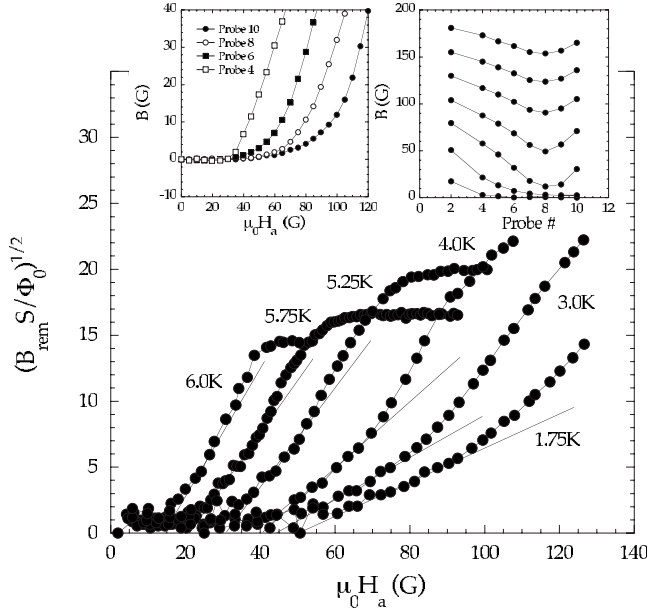 40
30
20
10
0
-10
B (G)
Probe 10
Probe 8
Probe 6
Probe 4
0 20 40 60 80 100 120
μ₀Hₐ (G)
200
150
100
50
0
B (G)
0 2 4 6 8 10 12 14
Probe #
30
25
20
15
10
5
0
(B_rem S/Φ₀)^1/2
6.0K
5.75K
5.25K
4.0K
3.0K
1.75K
0 20 40 60 80 100 120 140
μ₀Hₐ (G)